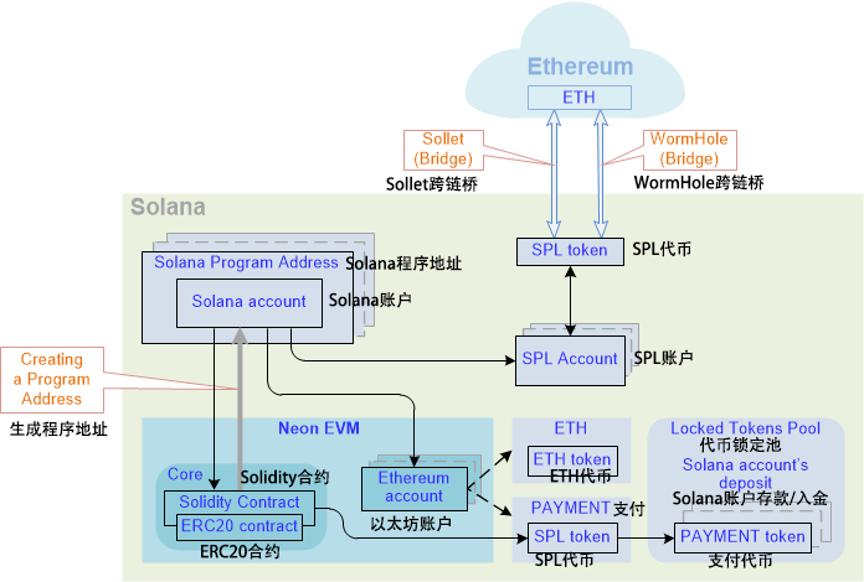 Ethereum
ETH
Sollet
(Bridge)
WormHole
(Bridge)
Sollet跨链桥
WormHole跨链桥
Solana
SPL token
SPL代币
Solana Program Address
Solana程序地址
Solana account
Solana账户
SPL Account
SPL账户
Creating
a Program
Address
生成程序地址
Neon EVM
Core
Solidity合约
Solidity Contract
ERC20 contract
ERC20合约
Ethereum
account
以太坊账户
ETH
ETH token
ETH代币
PAYMENT 支付
SPL token
SPL代币
Locked Tokens Pool
代币锁定池
Solana account's
deposit
Solana账户存款/入金
PAYMENT token
支付代币